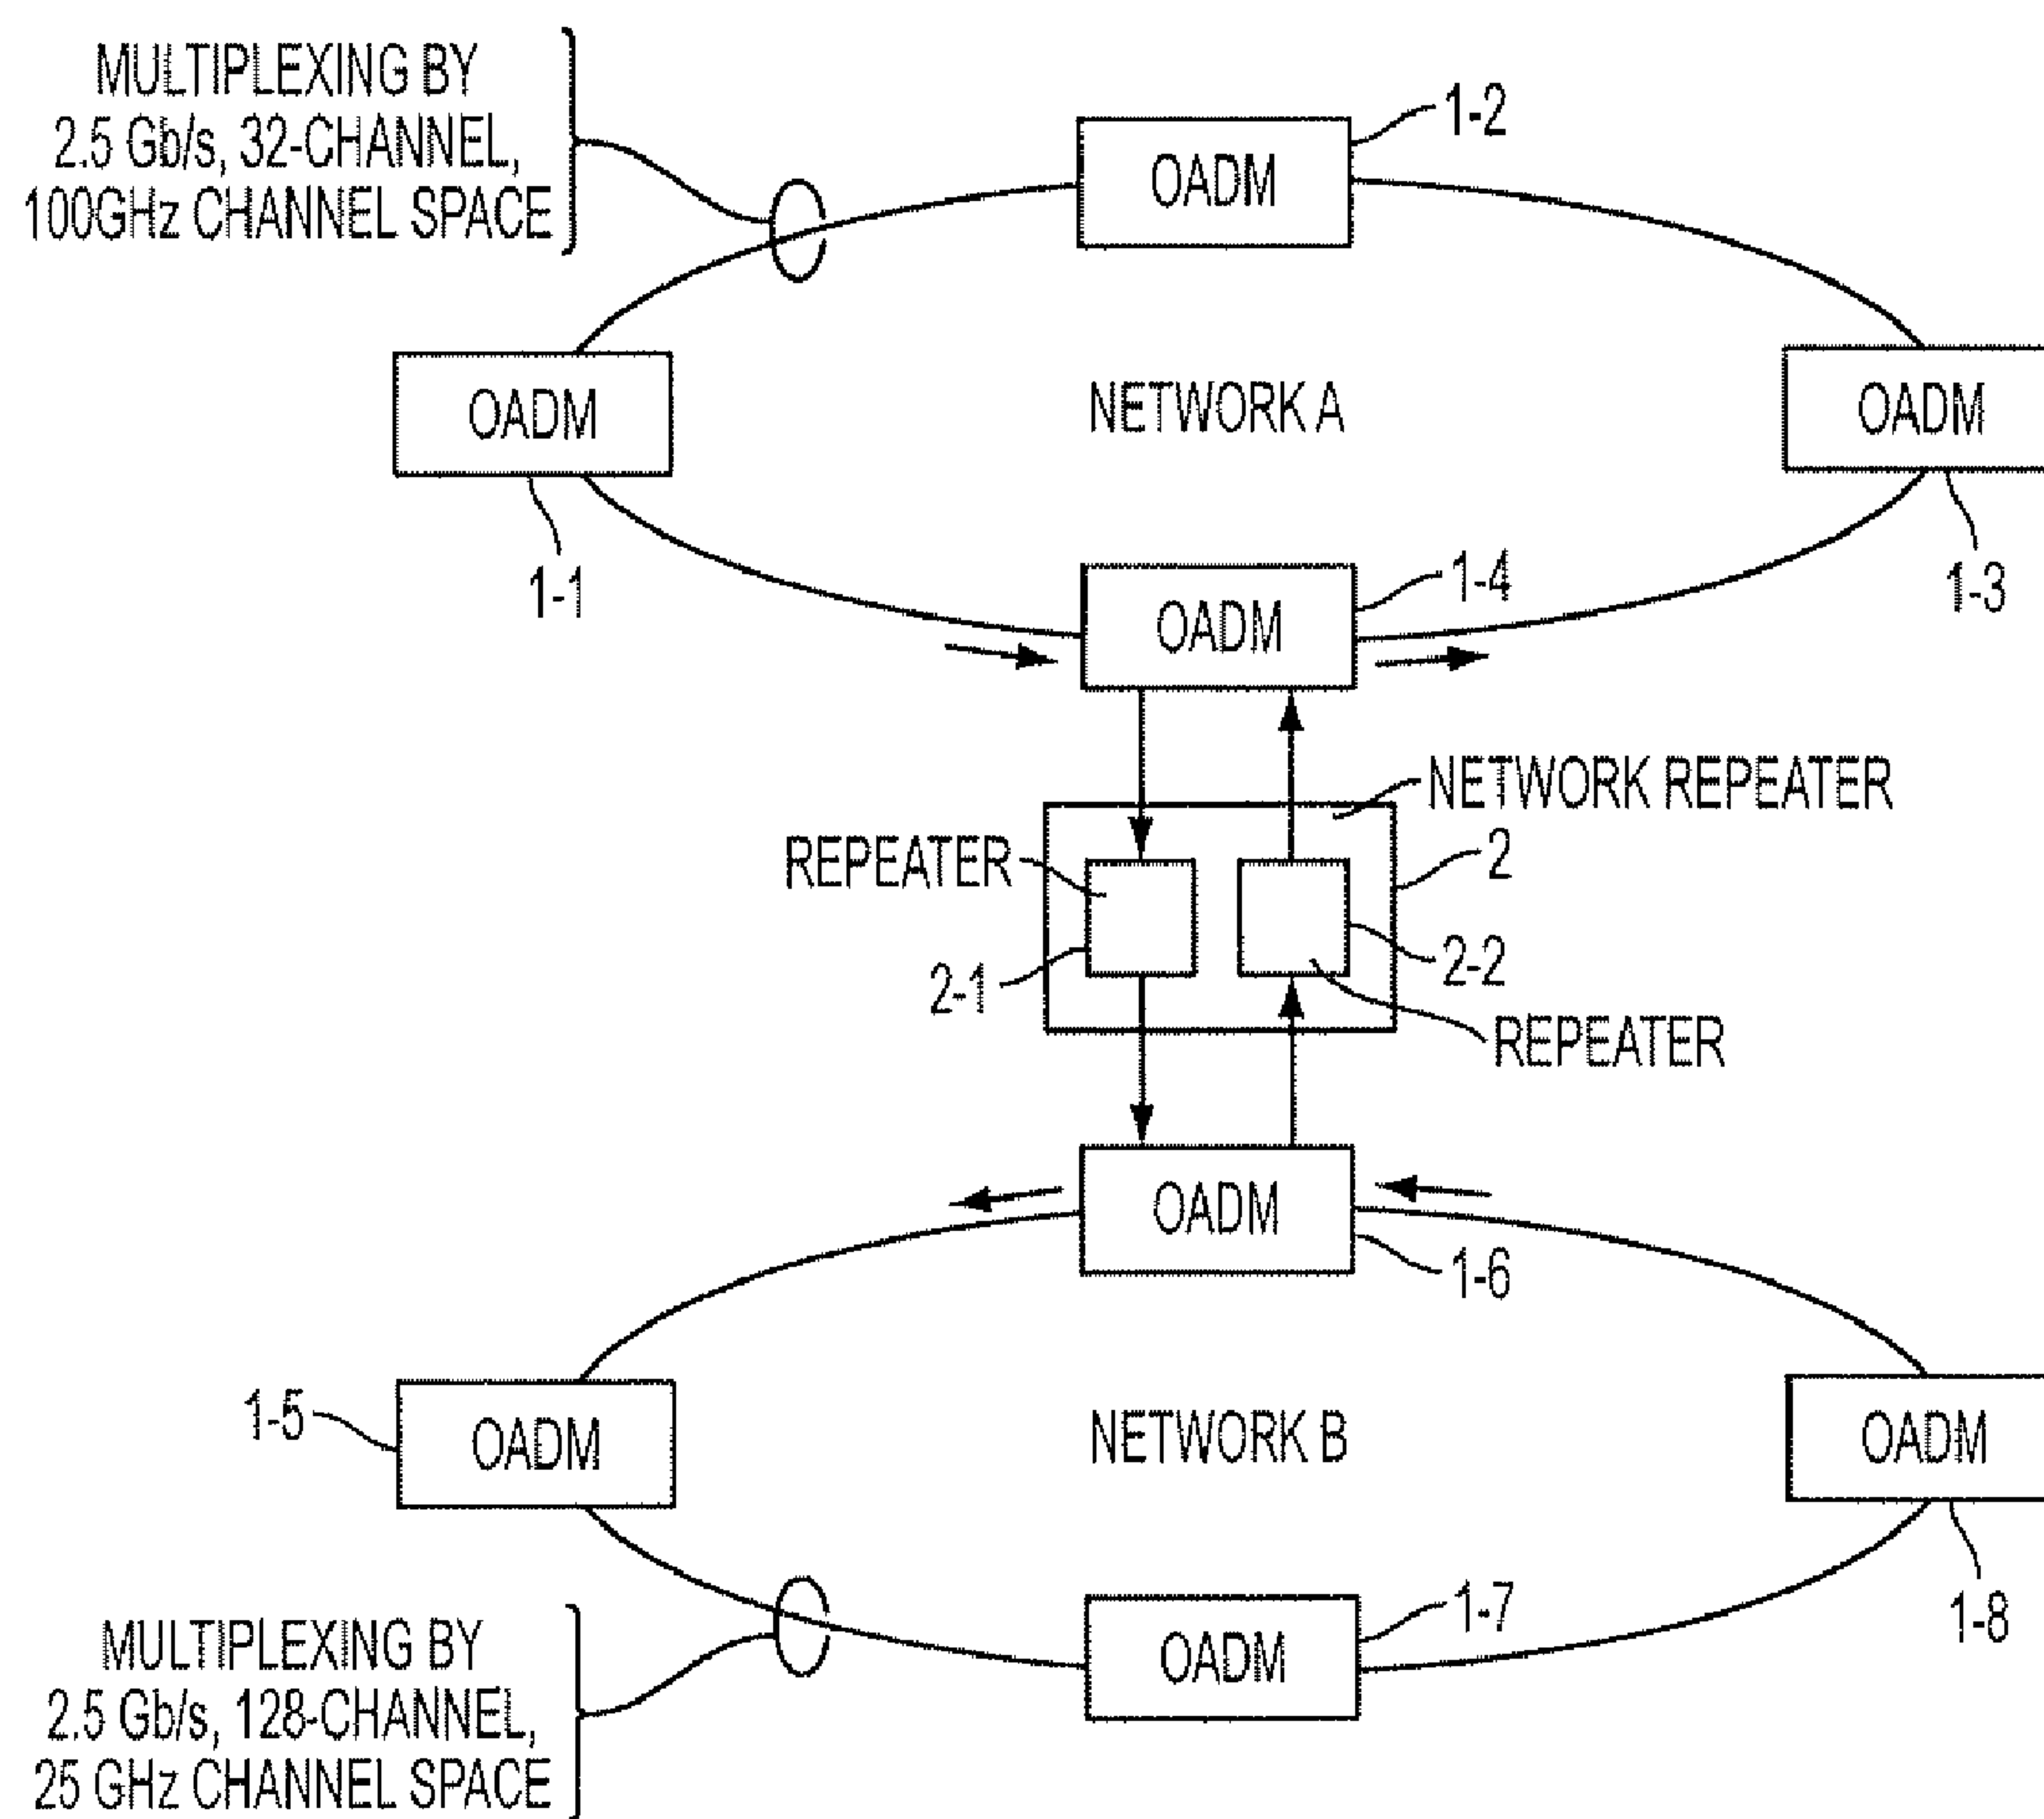 MULTIPLEXING BY
2.5 Gb/s, 32-CHANNEL,
100GHz CHANNEL SPACE
1-2
OADM
OADM
NETWORK A
OADM
1-1
1-4
1-3
OADM
NETWORK REPEATER
REPEATER
2
2-1
2-2
REPEATER
OADM
1-6
1-5
OADM
NETWORK B
OADM
1-7
1-8
OADM
MULTIPLEXING BY
2.5 Gb/s, 128-CHANNEL,
25 GHz CHANNEL SPACE